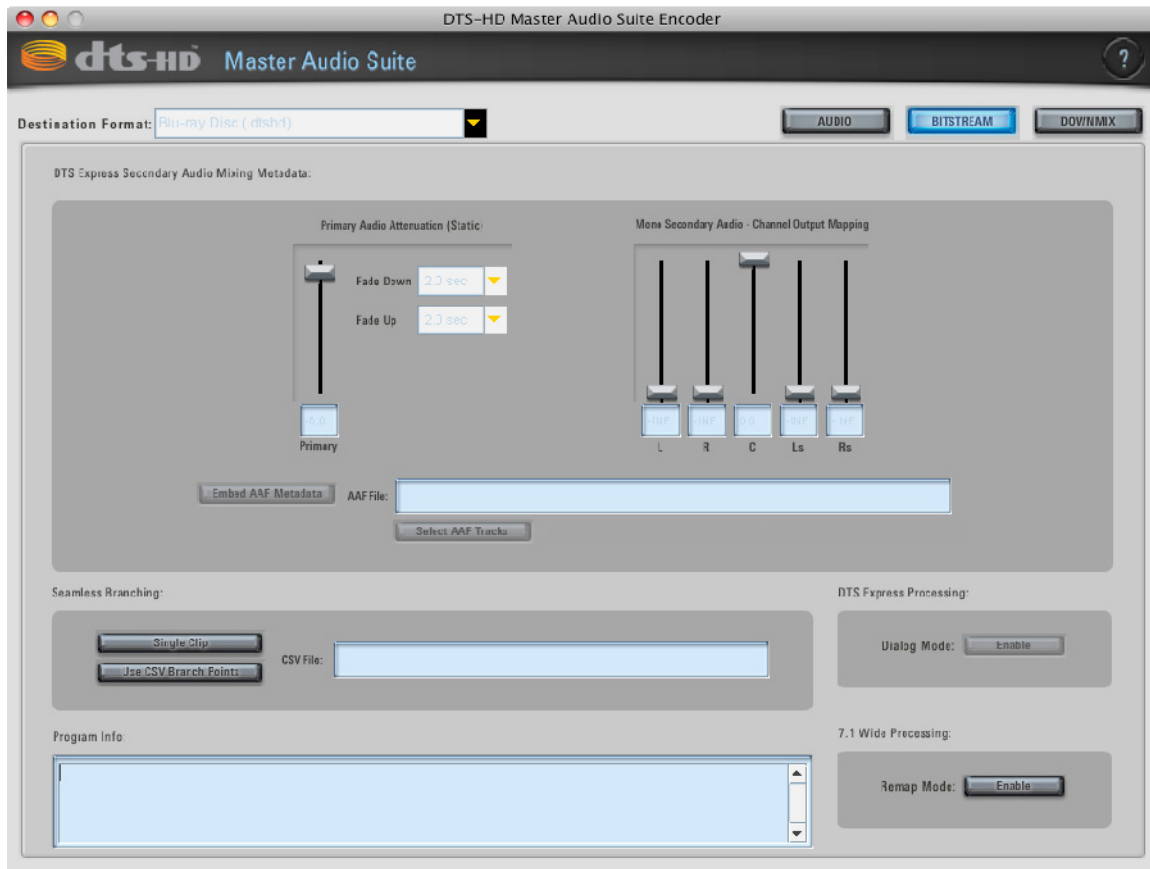 DTS-HD Master Audio Suite Encoder
dts-HD Master Audio Suite
?
Destination Format: Blu-ray Disc (.dtshd)
AUDIO
BITSTREAM
DOWNMIX
DTS Express Secondary Audio Mixing Metadata:
Primary Audio Attenuation (Static)
Fade Down 2.0 sec
Fade Up 2.0 sec
-6.0
Primary
Mono Secondary Audio - Channel Output Mapping
-INF -INF 0.0 -INF -INF
L R C Ls Rs
Embed AAF Metadata
AAF File:
Select AAF Tracks
Seamless Branching:
Single Clip
Use CSV Branch Points
CSV File:
DTS Express Processing:
Dialog Mode: Enable
Program Info
7.1 Wide Processing:
Remap Mode: Enable